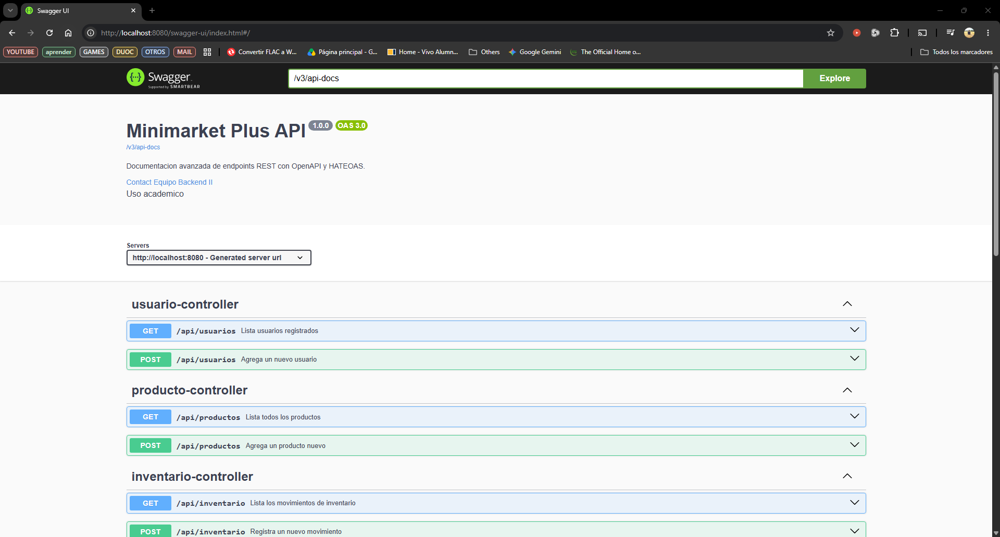 Swagger UI
http://localhost:8080/swagger-ui/index.html#/
YOUTUBE aprender GAMES DUOC OTROS MAIL Convertir FLAC a W... Página principal - G... Home - Vivo Alumn... Others Google Gemini The Official Home o... Todos los marcadores
Swagger
Supported by SMARTBEAR
/v3/api-docs
Explore
Minimarket Plus API 1.0.0 OAS 3.0
/v3/api-docs
Documentacion avanzada de endpoints REST con OpenAPI y HATEOAS.
Contact Equipo Backend II
Uso academico
Servers
http://localhost:8080 - Generated server url
usuario-controller
GET /api/usuarios Lista usuarios registrados
POST /api/usuarios Agrega un nuevo usuario
producto-controller
GET /api/productos Lista todos los productos
POST /api/productos Agrega un producto nuevo
inventario-controller
GET /api/inventario Lista los movimientos de inventario
POST /api/inventario Registra un nuevo movimiento